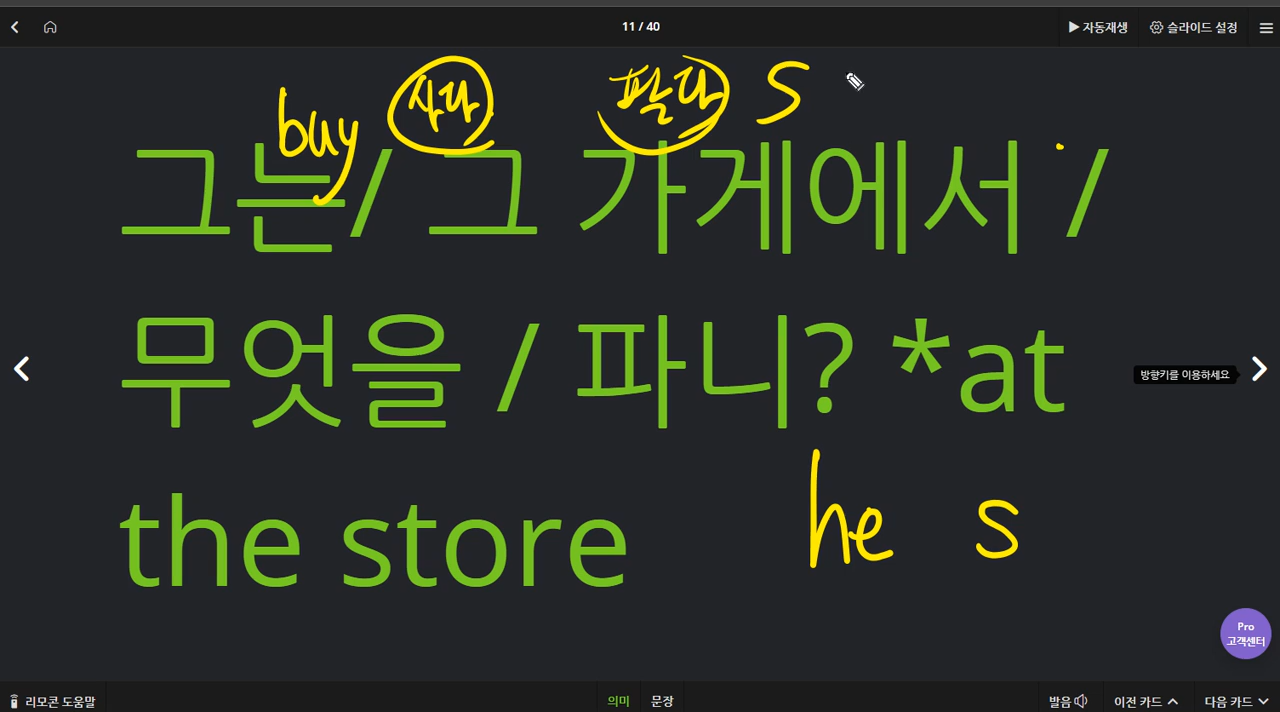 11 / 40
자동재생
슬라이드 설정
buy 사다 팔다 s
그는/ 그 가게에서 /
무엇을 / 파니? *at
방향키를 이용하세요
the store
he s
Pro
고객센터
리모콘 도움말
의미
문장
발음
이전 카드
다음 카드